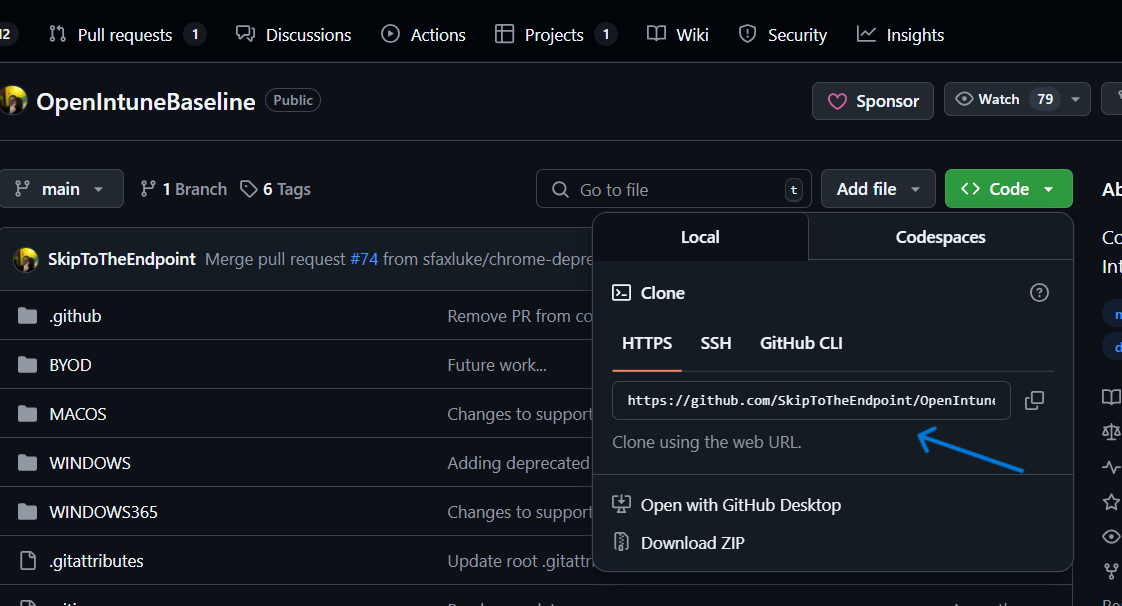 12 Pull requests 1 Discussions Actions Projects 1 Wiki Security Insights
OpenIntuneBaseline Public Sponsor Watch 79
main 1 Branch 6 Tags Go to file t Add file Code
Local Codespaces
SkipToTheEndpoint Merge pull request #74 from sfaxluke/chrome-depre
Clone
.github Remove PR from co
HTTPS SSH GitHub CLI
BYOD Future work...
https://github.com/SkipToTheEndpoint/OpenIntune
MACOS Changes to support
Clone using the web URL.
WINDOWS Adding deprecated
WINDOWS365 Changes to support
Open with GitHub Desktop
Download ZIP
.gitattributes Update root .gitattr
Ab
Co
Int